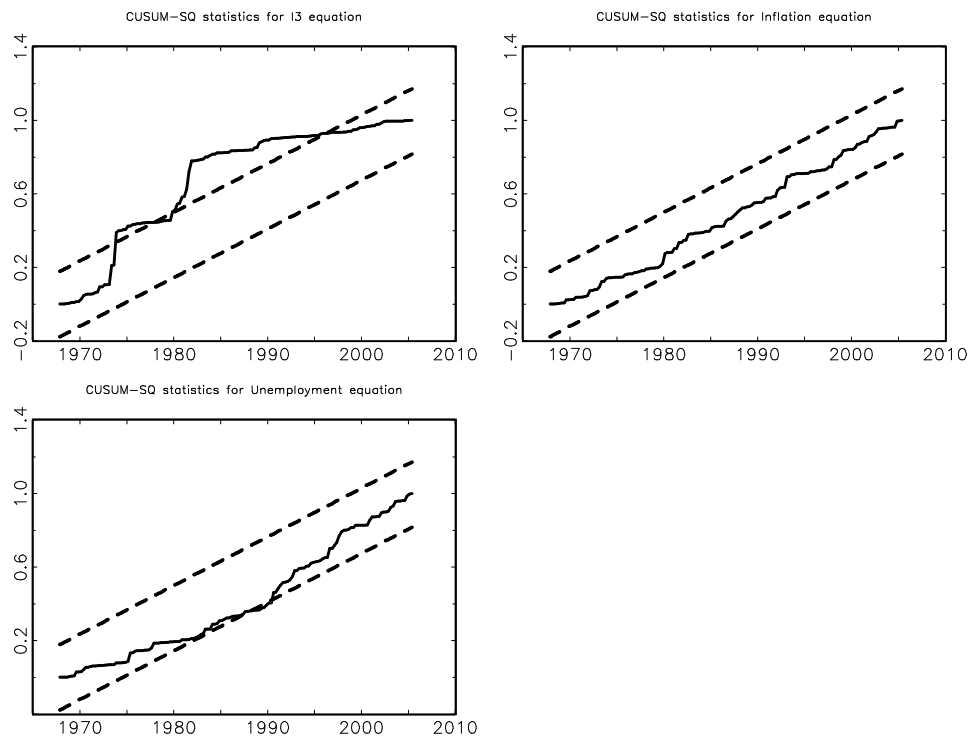 CUSUM-SQ statistics for I3 equation
1.4
1.0
0.6
0.2
-0.2
1970 1980 1990 2000 2010
CUSUM-SQ statistics for Inflation equation
1.4
1.0
0.6
0.2
-0.2
1970 1980 1990 2000 2010
CUSUM-SQ statistics for Unemployment equation
1.4
1.0
0.6
0.2
1970 1980 1990 2000 2010